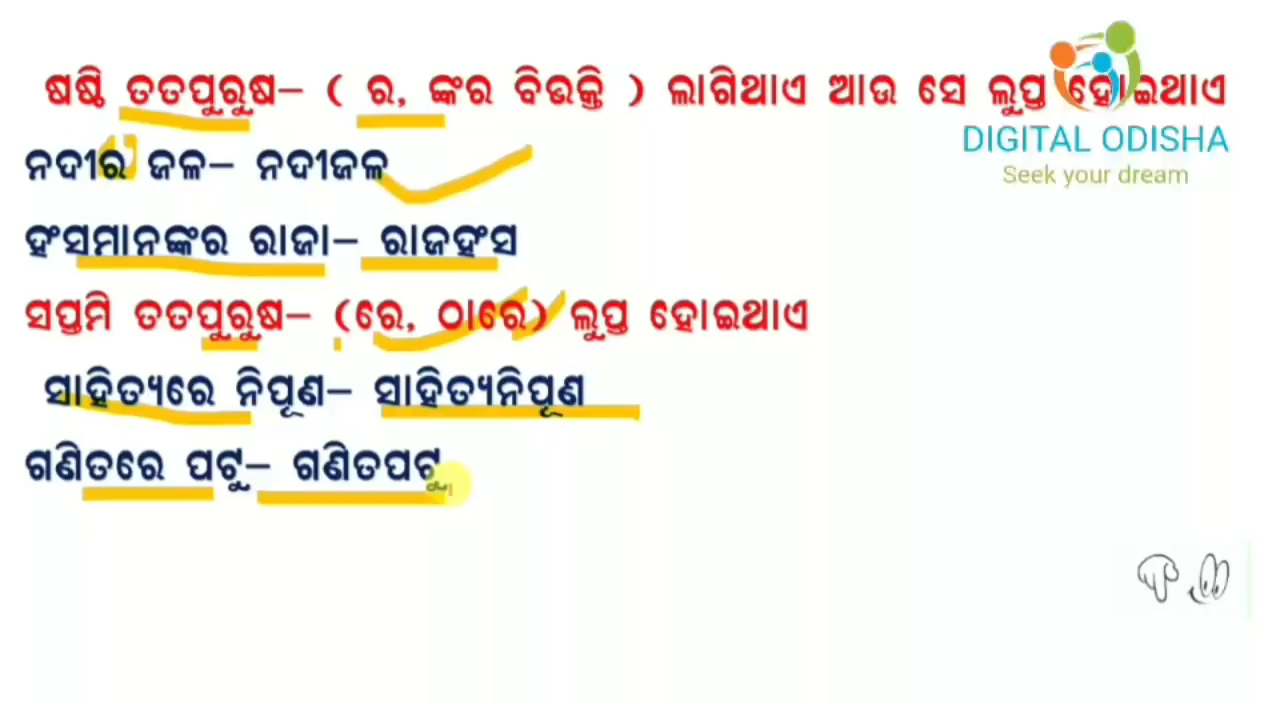 ଷଷ୍ଠି ତତପୁରୁଷ– ( ର, ଙ୍କର ବିଭକ୍ତି ) ଲାଗିଥାଏ ଆଉ ସେ ଲୁପ୍ତ ହୋଇଥାଏ
DIGITAL ODISHA
Seek your dream
ନଦୀର ଜଳ– ନଦୀଜଳ
ହଂସମାନଙ୍କର ରାଜା– ରାଜହଂସ
ସପ୍ତମି ତତପୁରୁଷ– (ରେ, ଠାରେ) ଲୁପ୍ତ ହୋଇଥାଏ
ସାହିତ୍ୟରେ ନିପୂଣ– ସାହିତ୍ୟନିପୂଣ
ଗଣିତରେ ପଟୁ– ଗଣିତପଟୁ